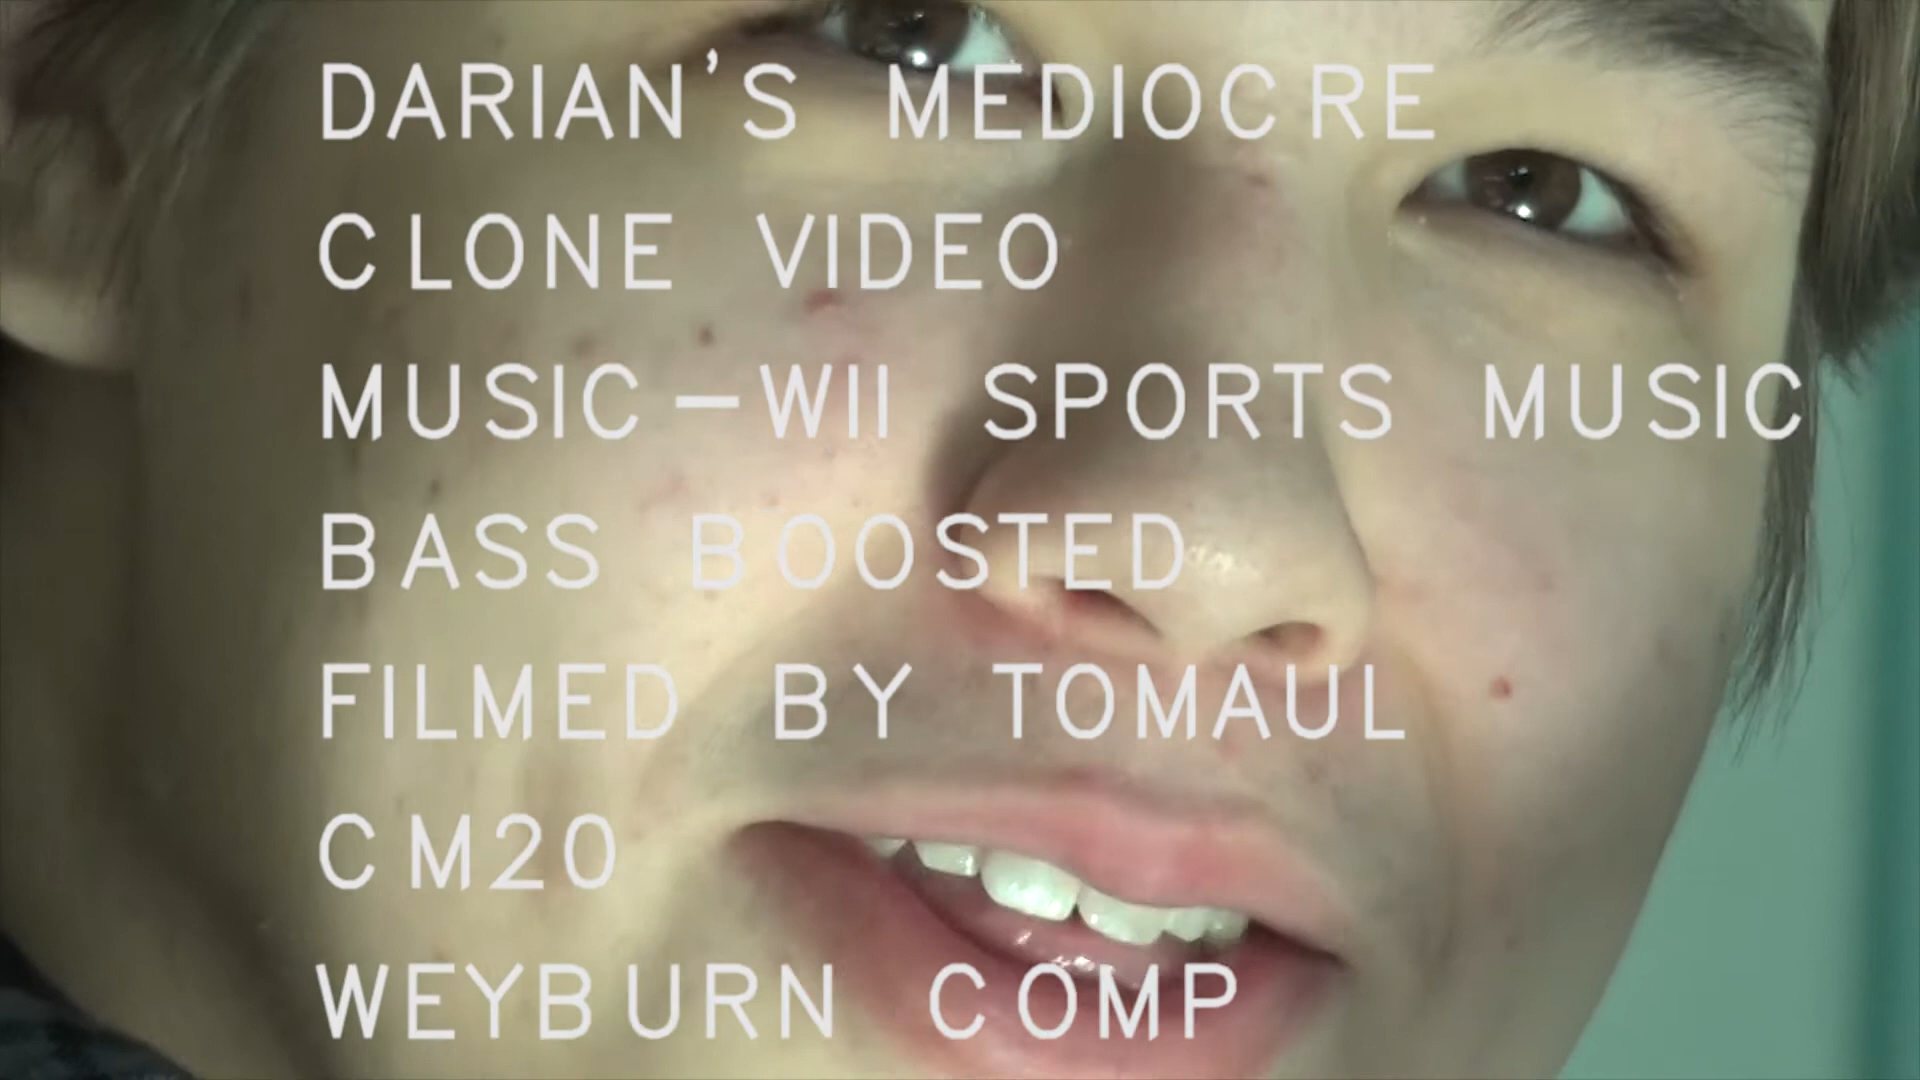 DARIAN'S MEDIOCRE
CLONE VIDEO
MUSIC-WII SPORTS MUSIC
BASS BOOSTED
FILMED BY TOMAUL
CM20
WEYBURN COMP